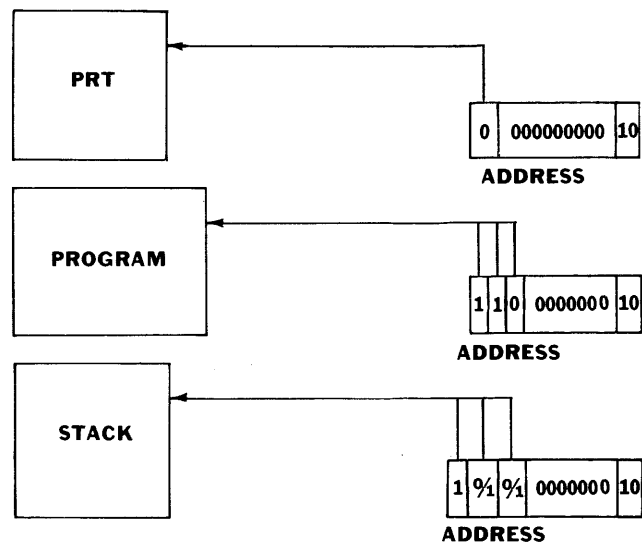 PRT
0 000000000 10
ADDRESS
PROGRAM
1 1 0 0000000 10
ADDRESS
STACK
1 0/1 0/1 0000000 10
ADDRESS